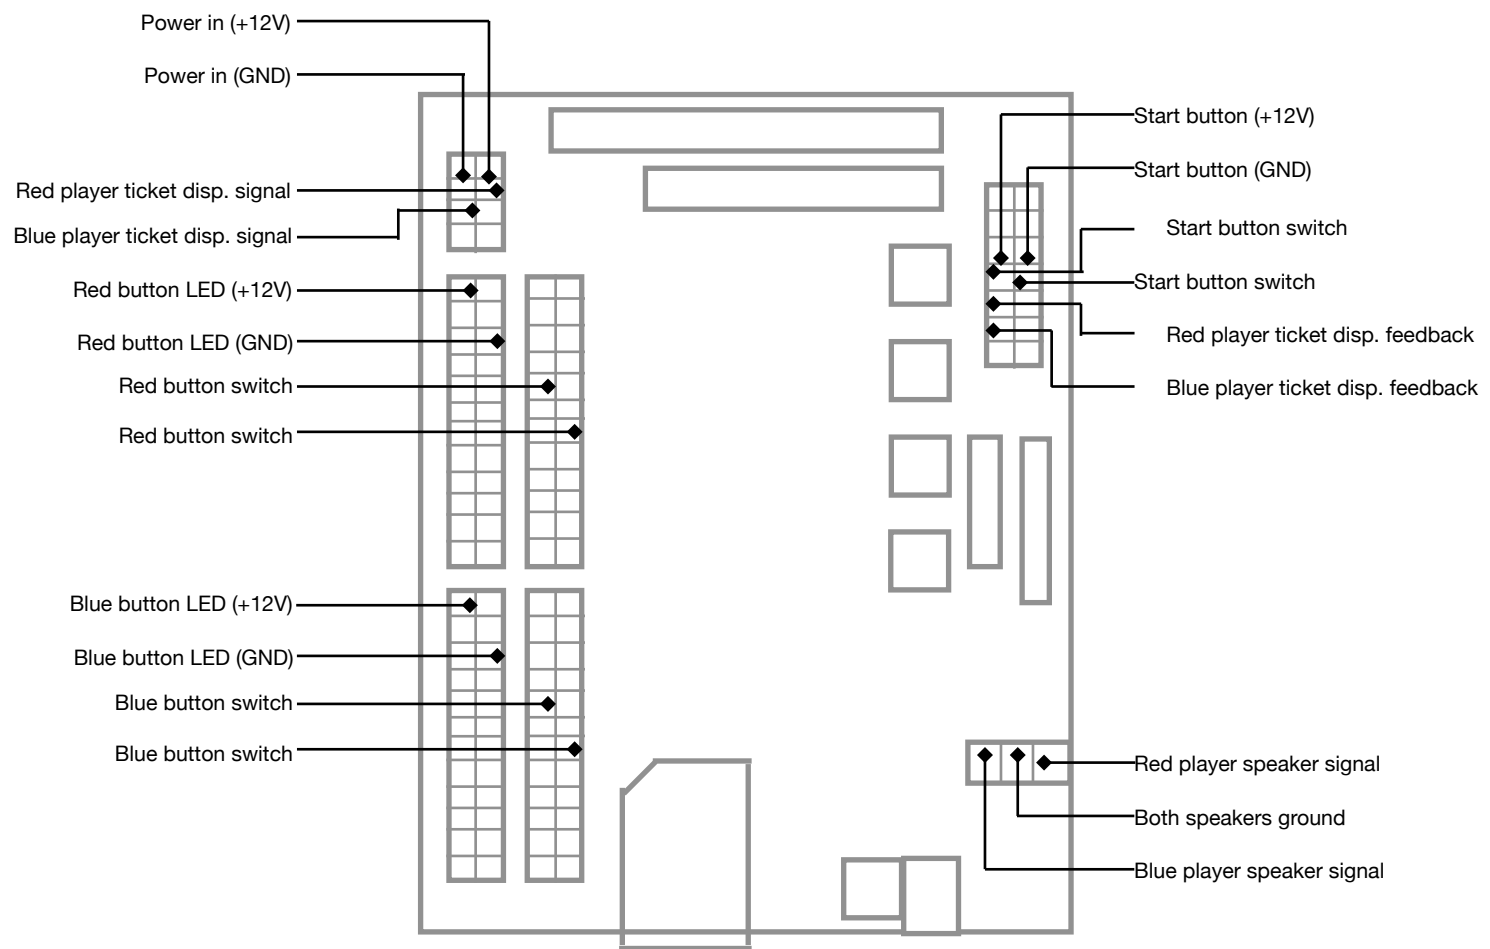 Power in (+12V)
Power in (GND)
Red player ticket disp. signal
Blue player ticket disp. signal
Red button LED (+12V)
Red button LED (GND)
Red button switch
Red button switch
Blue button LED (+12V)
Blue button LED (GND)
Blue button switch
Blue button switch
Start button (+12V)
Start button (GND)
Start button switch
Start button switch
Red player ticket disp. feedback
Blue player ticket disp. feedback
Red player speaker signal
Both speakers ground
Blue player speaker signal